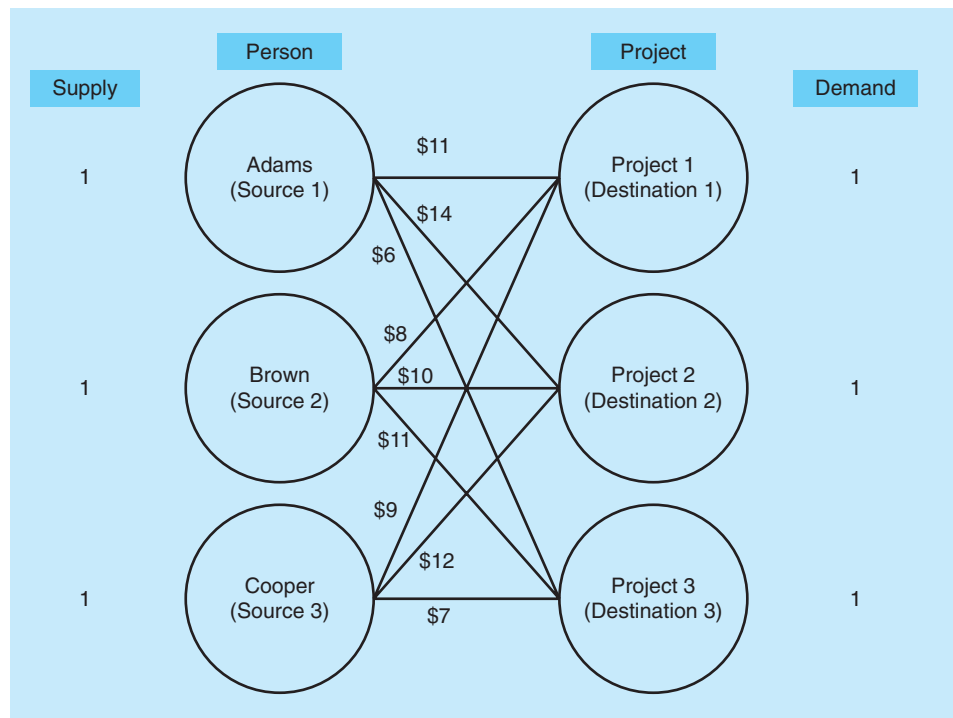 Person
Project
Supply
Demand
$11
Adams
(Source 1)
Project 1
(Destination 1)
1
1
$14
$6
$8
Brown
(Source 2)
$10
Project 2
(Destination 2)
1
1
$11
$9
$12
Cooper
(Source 3)
Project 3
(Destination 3)
1
1
$7